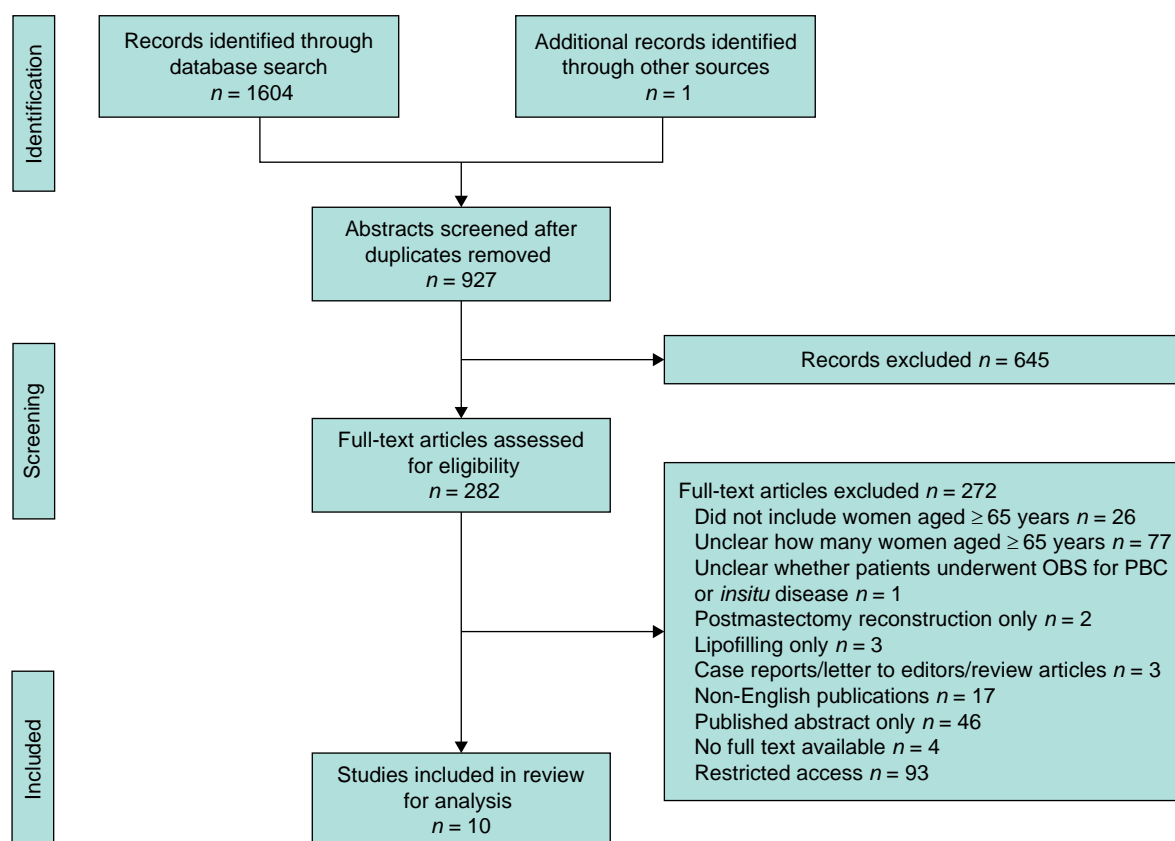 Identification
Records identified through
database search
n = 1604
Additional records identified
through other sources
n = 1
Abstracts screened after
duplicates removed
n = 927
Screening
Records excluded n = 645
Full-text articles assessed
for eligibility
n = 282
Full-text articles excluded n = 272
Did not include women aged ≥ 65 years n = 26
Unclear how many women aged ≥ 65 years n = 77
Unclear whether patients underwent OBS for PBC
or insitu disease n = 1
Postmastectomy reconstruction only n = 2
Lipofilling only n = 3
Case reports/letter to editors/review articles n = 3
Non-English publications n = 17
Published abstract only n = 46
No full text available n = 4
Restricted access n = 93
Included
Studies included in review
for analysis
n = 10